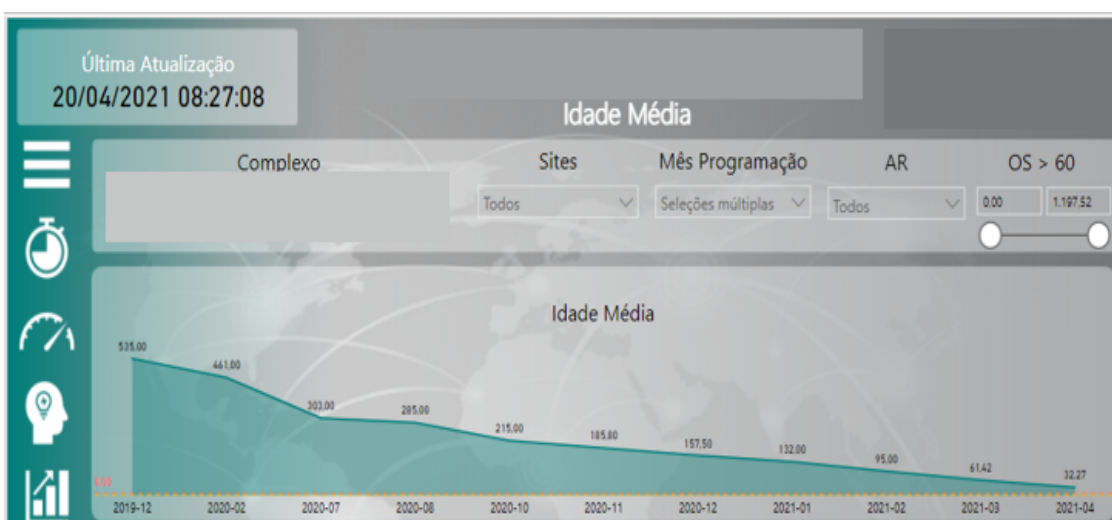 Última Atualização
20/04/2021 08:27:08
Idade Média
Complexo Sites Mês Programação AR OS > 60
Todos Seleções múltiplas Todos 0.00 1.197.52
Idade Média
535,00
461,00
303,00
285,00
215,00
185,80
157,50
132,00
95,00
61,42
32,27
2019-12 2020-02 2020-07 2020-08 2020-10 2020-11 2020-12 2021-01 2021-02 2021-03 2021-04